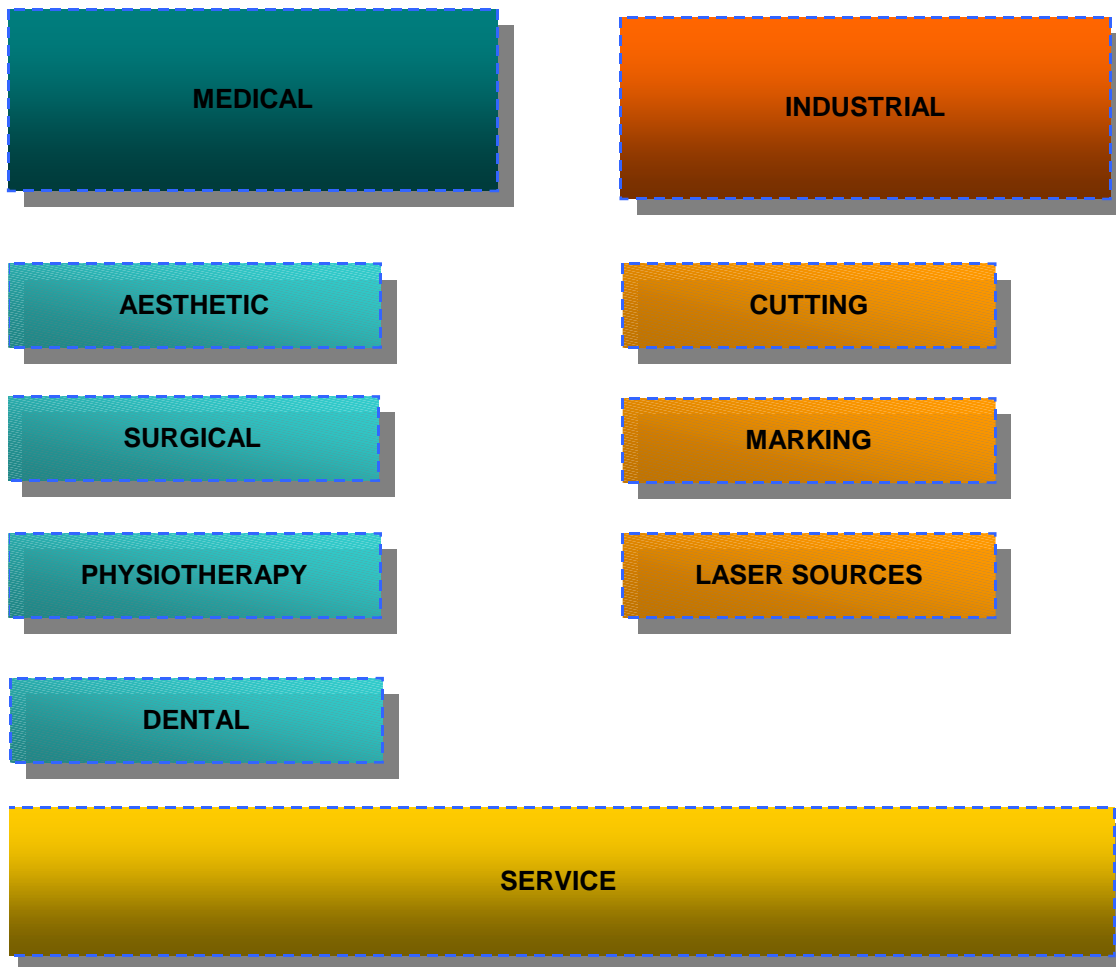 MEDICAL
INDUSTRIAL
AESTHETIC
CUTTING
SURGICAL
MARKING
PHYSIOTHERAPY
LASER SOURCES
DENTAL
SERVICE